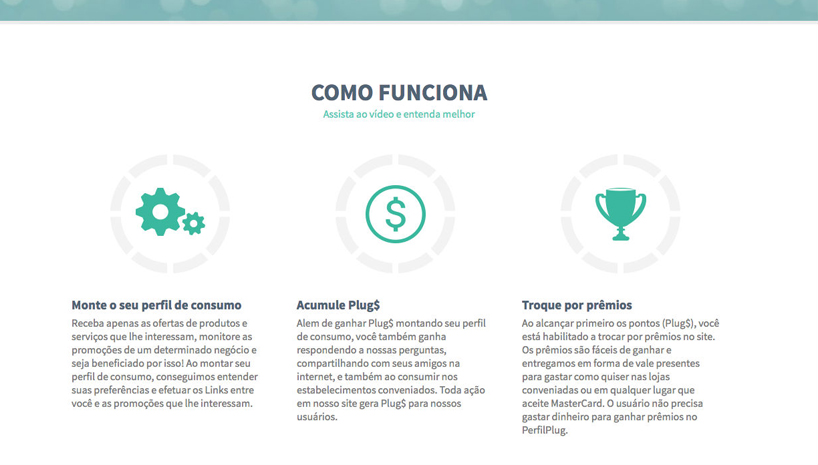 COMO FUNCIONA
Assista ao vídeo e entenda melhor
$
Monte o seu perfil de consumo
Receba apenas as ofertas de produtos e
serviços que lhe interessam, monitore as
promoções de um determinado negócio e
seja beneficiado por isso! Ao montar seu
perfil de consumo, conseguimos entender
suas preferências e efetuar os Links entre
você e as promoções que lhe interessam.
Acumule Plug$
Alem de ganhar Plug$ montando seu perfil
de consumo, você também ganha
respondendo a nossas perguntas,
compartilhando com seus amigos na
internet, e também ao consumir nos
estabelecimentos conveniados. Toda ação
em nosso site gera Plug$ para nossos
usuários.
Troque por prêmios
Ao alcançar primeiro os pontos (Plug$), você
está habilitado a trocar por prêmios no site.
Os prêmios são fáceis de ganhar e
entregamos em forma de vale presentes
para gastar como quiser nas lojas
conveniadas ou em qualquer lugar que
aceite MasterCard. O usuário não precisa
gastar dinheiro para ganhar prêmios no
PerfilPlug.